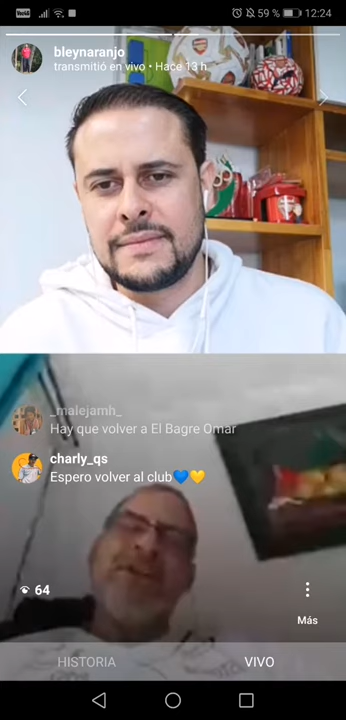 59 % 12:24
bleynaranjo
transmitió en vivo • Hace 13 h
_malejamh_
Hay que volver a El Bagre Omar
charly_qs
Espero volver al club💙💛
64
Más
HISTORIA
VIVO